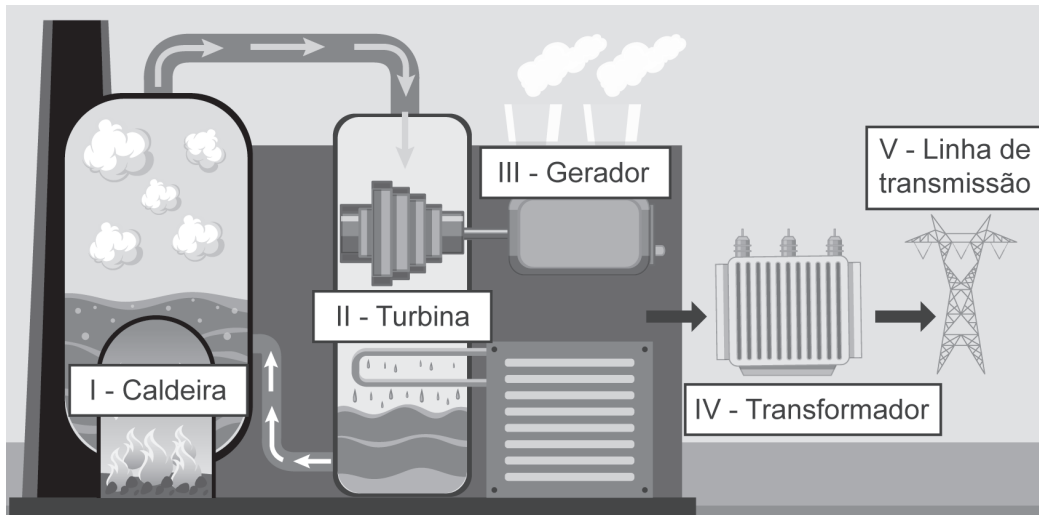 I - Caldeira
II - Turbina
III - Gerador
IV - Transformador
V - Linha de
transmissão